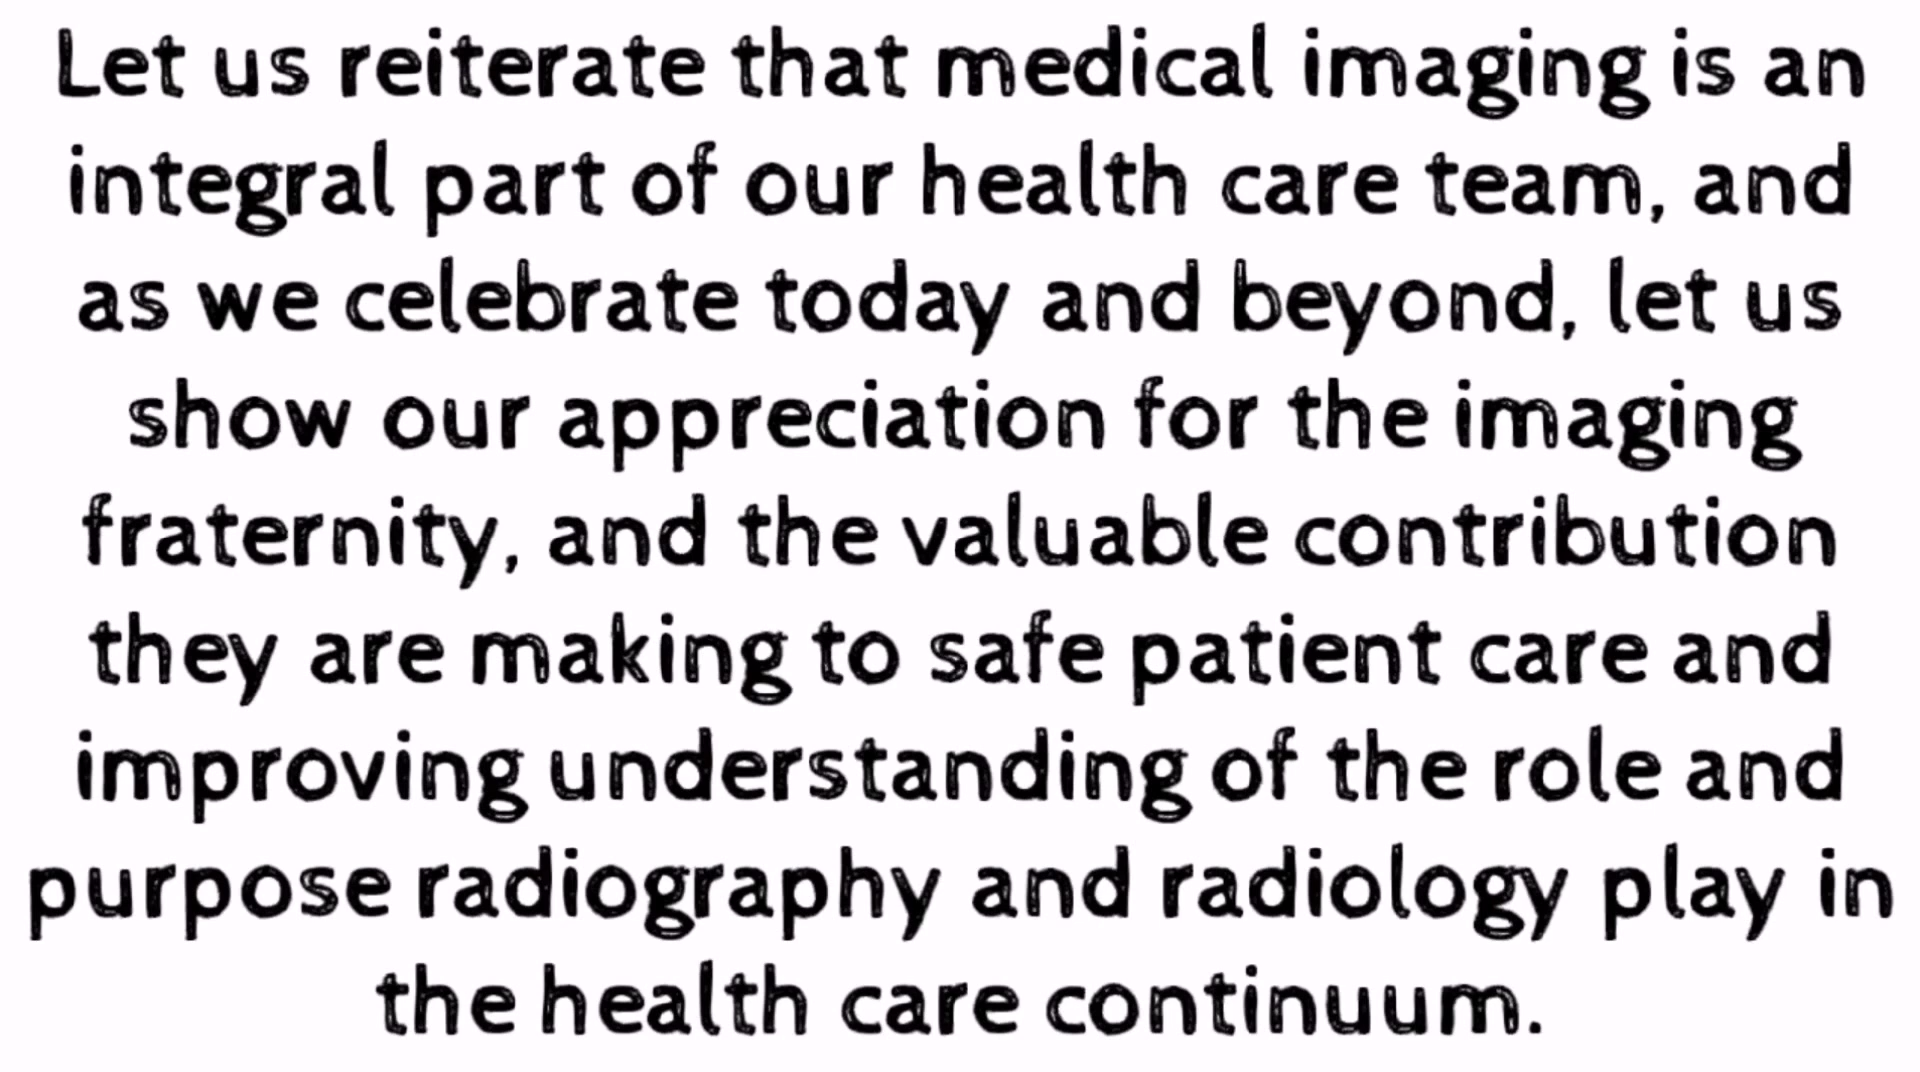 Let us reiterate that medical imaging is an
integral part of our health care team, and
as we celebrate today and beyond, let us
show our appreciation for the imaging
fraternity, and the valuable contribution
they are making to safe patient care and
improving understanding of the role and
purpose radiography and radiology play in
the health care continuum.